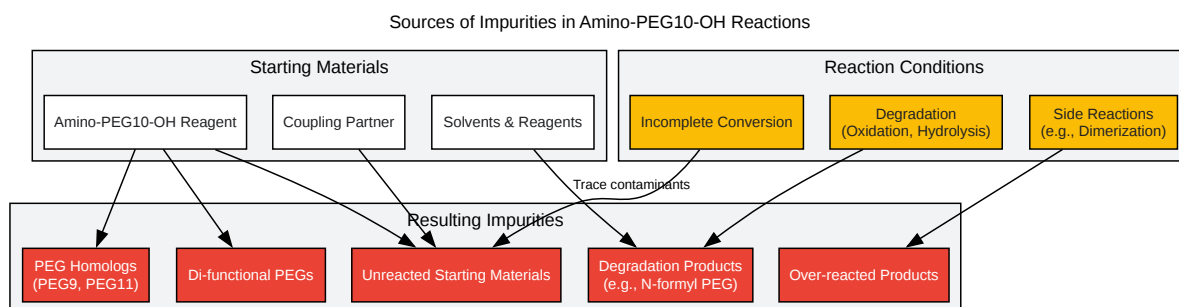 Sources of Impurities in Amino-PEG10-OH Reactions
Starting Materials
Reaction Conditions
Amino-PEG10-OH Reagent
Coupling Partner
Solvents & Reagents
Incomplete Conversion
Degradation
(Oxidation, Hydrolysis)
Side Reactions
(e.g., Dimerization)
Trace contaminants
Resulting Impurities
PEG Homologs
(PEG9, PEG11)
Di-functional PEGs
Unreacted Starting Materials
Degradation Products
(e.g., N-formyl PEG)
Over-reacted Products